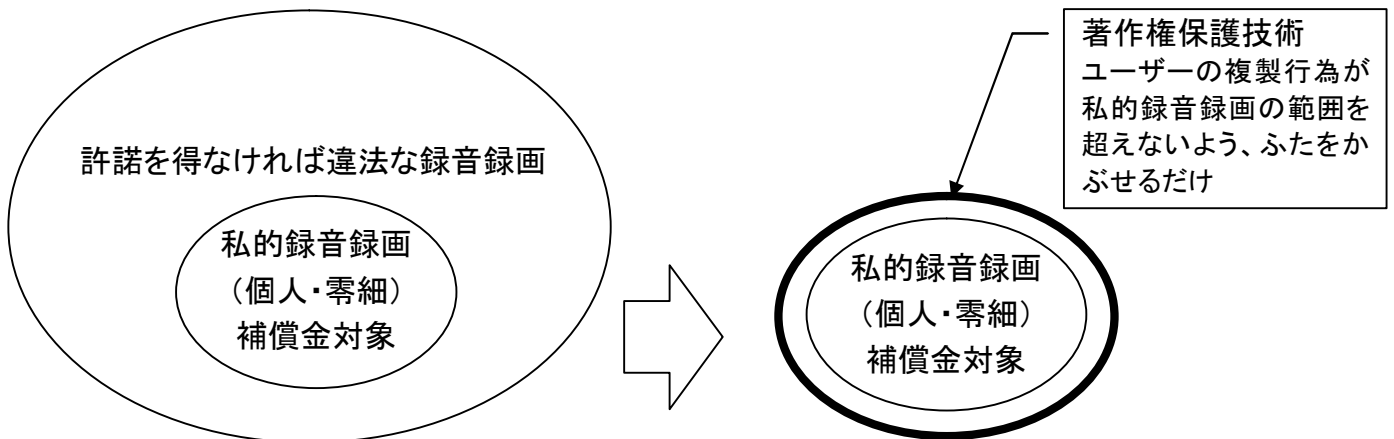 許諾を得なければ違法な録音録画
私的録音録画
（個人・零細）
補償金対象
私的録音録画
（個人・零細）
補償金対象
著作権保護技術
ユーザーの複製行為が
私的録音録画の範囲を
超えないよう、ふたをか
ぶせるだけ